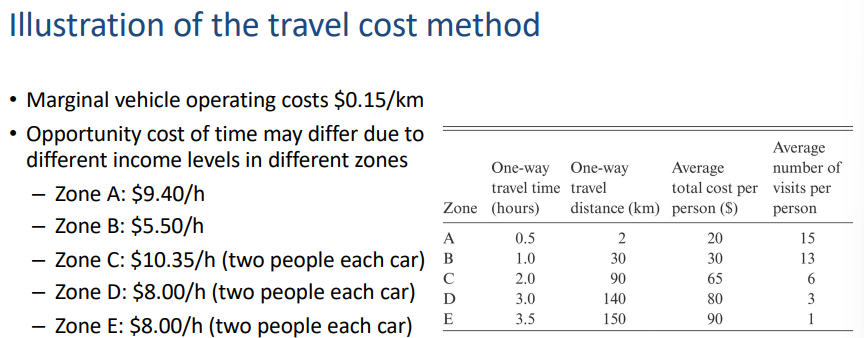 Illustration of the travel cost method
• Marginal vehicle operating costs $0.15/km
• Opportunity cost of time may differ due to
different income levels in different zones
– Zone A: $9.40/h
– Zone B: $5.50/h
– Zone C: $10.35/h (two people each car)
– Zone D: $8.00/h (two people each car)
– Zone E: $8.00/h (two people each car)
Average
One-way One-way Average number of
travel time travel total cost per visits per
Zone (hours) distance (km) person ($) person
A 0.5 2 20 15
B 1.0 30 30 13
C 2.0 90 65 6
D 3.0 140 80 3
E 3.5 150 90 1